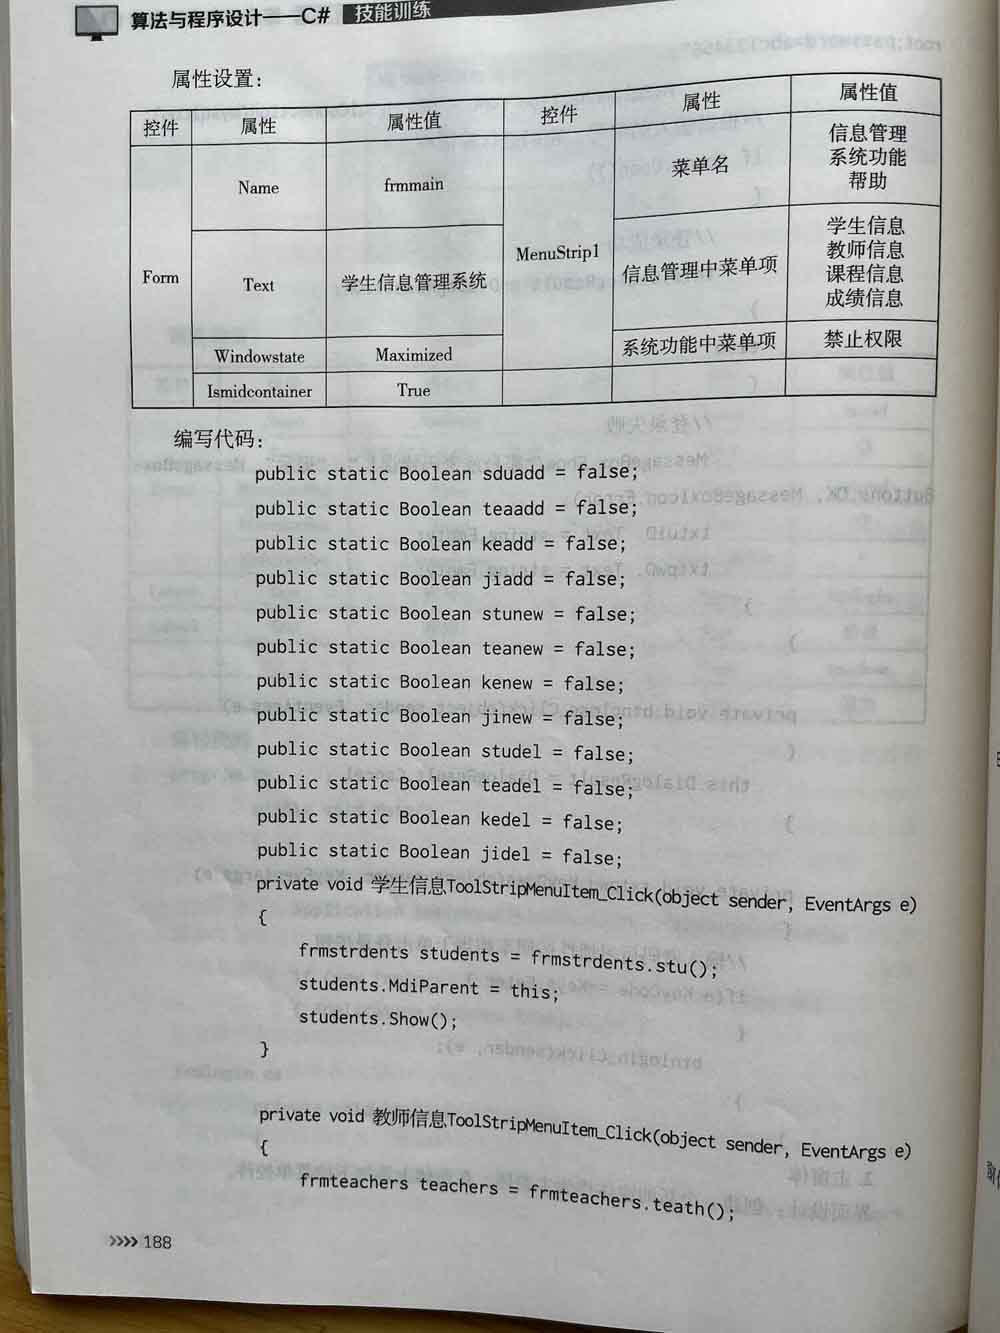 算法与程序设计——C# 技能训练
属性设置：
控件 属性 属性值 控件 属性 属性值
Form Name frmmain MenuStrip1 菜单名 信息管理
系统功能
帮助
Text 学生信息管理系统 信息管理中菜单项 学生信息
教师信息
课程信息
成绩信息
Windowstate Maximized 系统功能中菜单项 禁止权限
Ismidcontainer True
编写代码：
public static Boolean sduadd = false;
public static Boolean teaadd = false;
public static Boolean keadd = false;
public static Boolean jiadd = false;
public static Boolean stunew = false;
public static Boolean teanew = false;
public static Boolean kenew = false;
public static Boolean jinew = false;
public static Boolean studel = false;
public static Boolean teadel = false;
public static Boolean kedel = false;
public static Boolean jidel = false;
private void 学生信息ToolStripMenuItem_Click(object sender, EventArgs e)
{
frmstrdents students = frmstrdents.stu();
students.MdiParent = this;
students.Show();
}
private void 教师信息ToolStripMenuItem_Click(object sender, EventArgs e)
{
frmteachers teachers = frmteachers.teath();
»»» 188